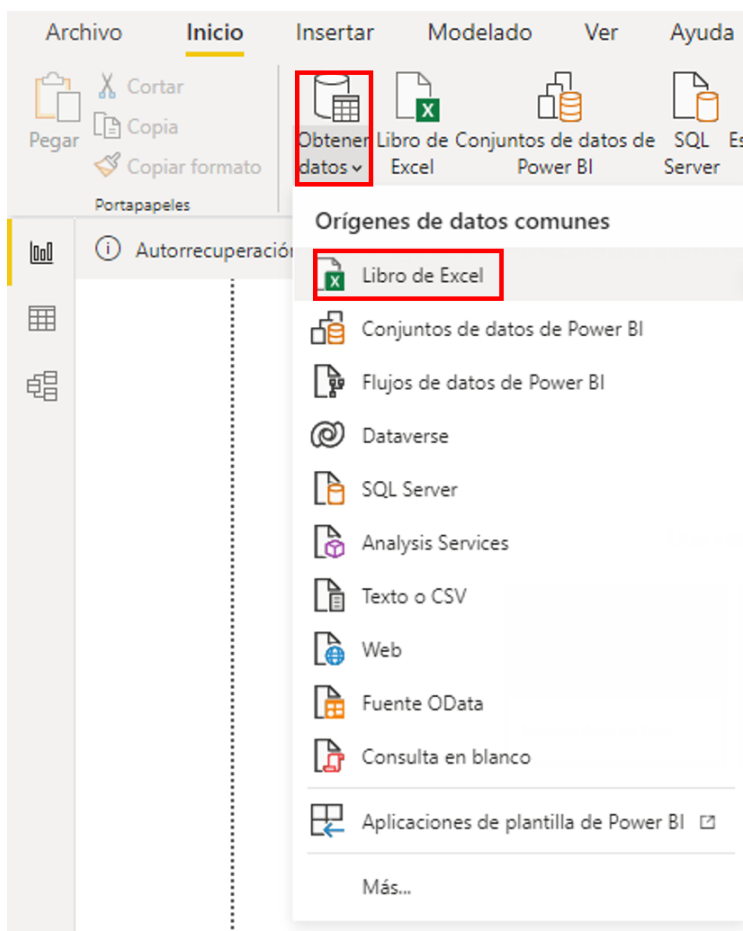 Archivo Inicio Insertar Modelado Ver Ayuda
Cortar
Copia
Copiar formato
Pegar
Portapapeles
Obtener
datos
Libro de
Excel
Conjuntos de datos de
Power BI
SQL
Server
Es
Autorrecuperación
Orígenes de datos comunes
Libro de Excel
Conjuntos de datos de Power BI
Flujos de datos de Power BI
Dataverse
SQL Server
Analysis Services
Texto o CSV
Web
Fuente OData
Consulta en blanco
Aplicaciones de plantilla de Power BI
Más...